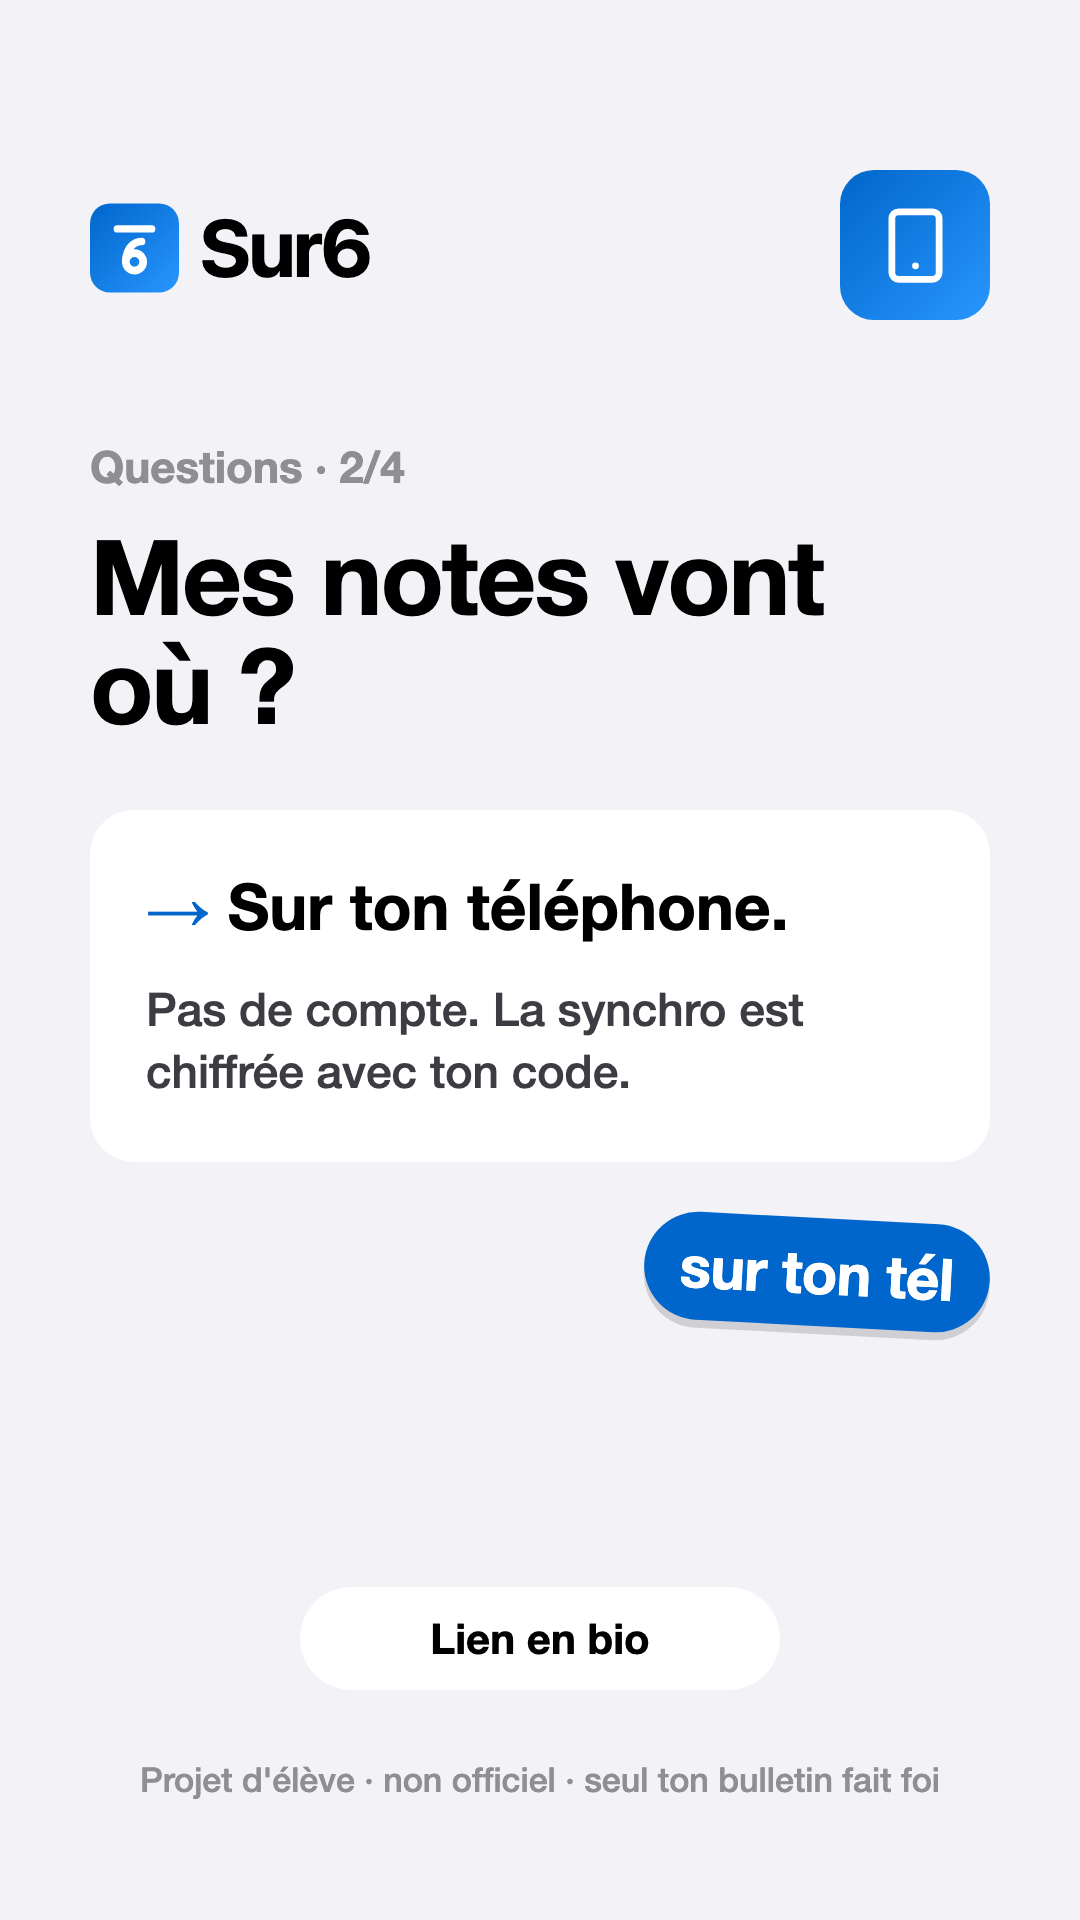 6 Sur6
Questions · 2/4
Mes notes vont
où ?
→ Sur ton téléphone.
Pas de compte. La synchro est
chiffrée avec ton code.
sur ton tél
Lien en bio
Projet d'élève · non officiel · seul ton bulletin fait foi